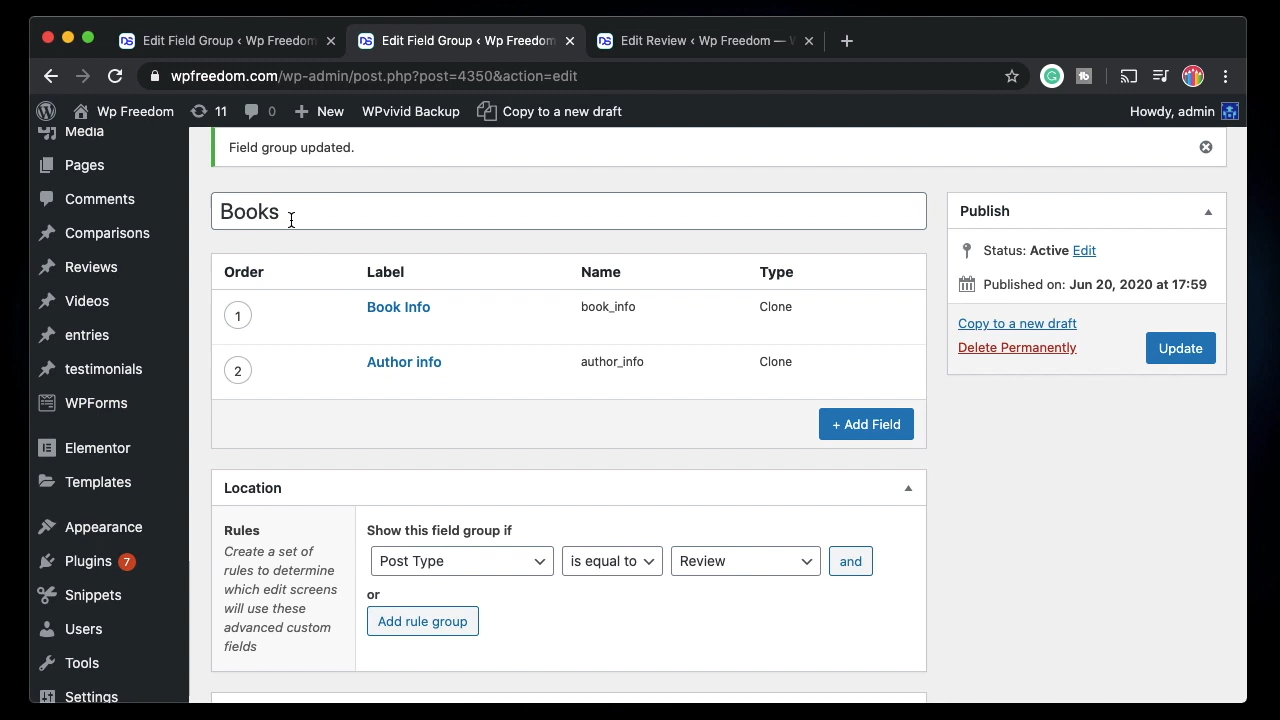 Edit Field Group ‹ Wp Freedom
Edit Field Group ‹ Wp Freedom
Edit Review ‹ Wp Freedom —
wpfreedom.com/wp-admin/post.php?post=4350&action=edit
Wp Freedom
11
0
New
WPvivid Backup
Copy to a new draft
Howdy, admin
Media
Pages
Comments
Comparisons
Reviews
Videos
entries
testimonials
WPForms
Elementor
Templates
Appearance
Plugins 7
Snippets
Users
Tools
Settings
Field group updated.
Books
Order Label Name Type
1 Book Info book_info Clone
2 Author info author_info Clone
+ Add Field
Location
Rules
Create a set of
rules to determine
which edit screens
will use these
advanced custom
fields
Show this field group if
Post Type is equal to Review and
or
Add rule group
Publish
Status: Active Edit
Published on: Jun 20, 2020 at 17:59
Copy to a new draft
Delete Permanently
Update